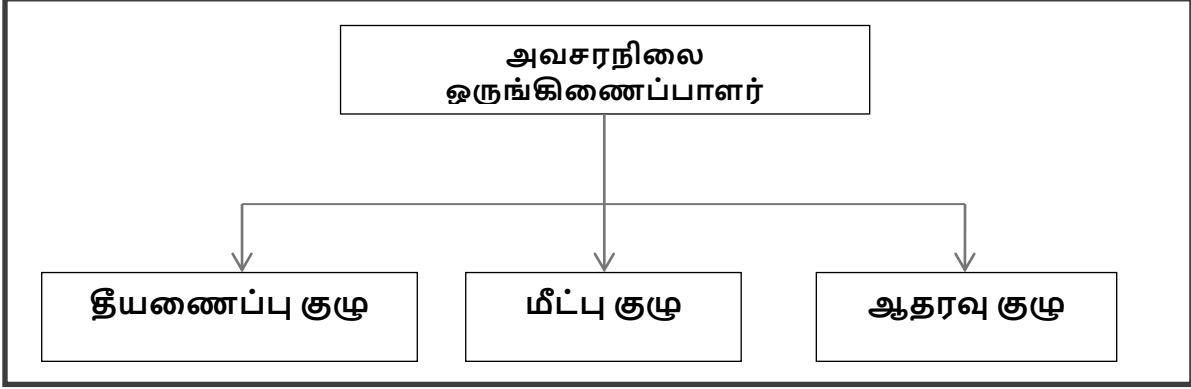 அவசரநிலை
ஒருங்கிணைப்பாளர்
தீயணைப்பு குழு
மீட்பு குழு
ஆதரவு குழு